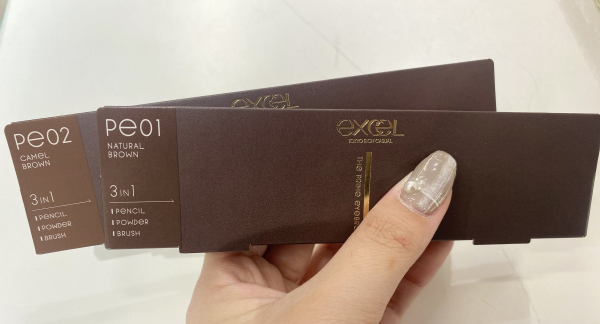 PE02
CAMEL
BROWN
3 IN 1
PENCIL
POWDER
BRUSH
PE01
NATURAL
BROWN
3 IN 1
PENCIL
POWDER
BRUSH
excel
excel